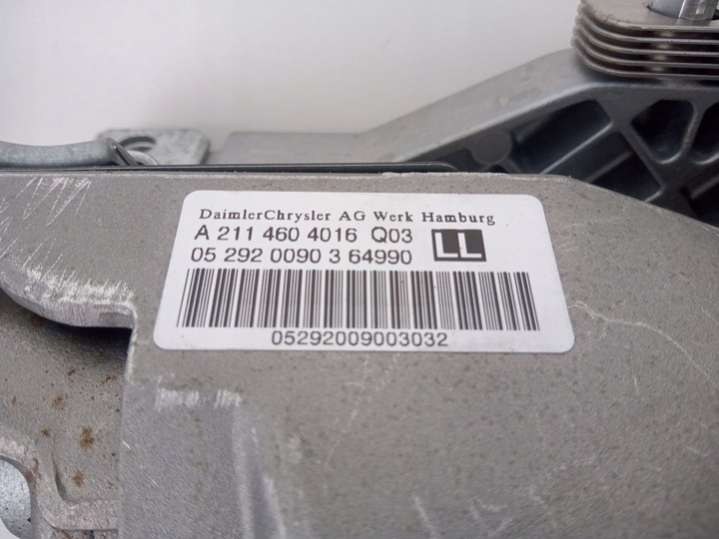 DaimlerChrysler AG Werk Hamburg
A 211 460 4016 Q03 LL
05 292 0090 3 64990
05292009003032